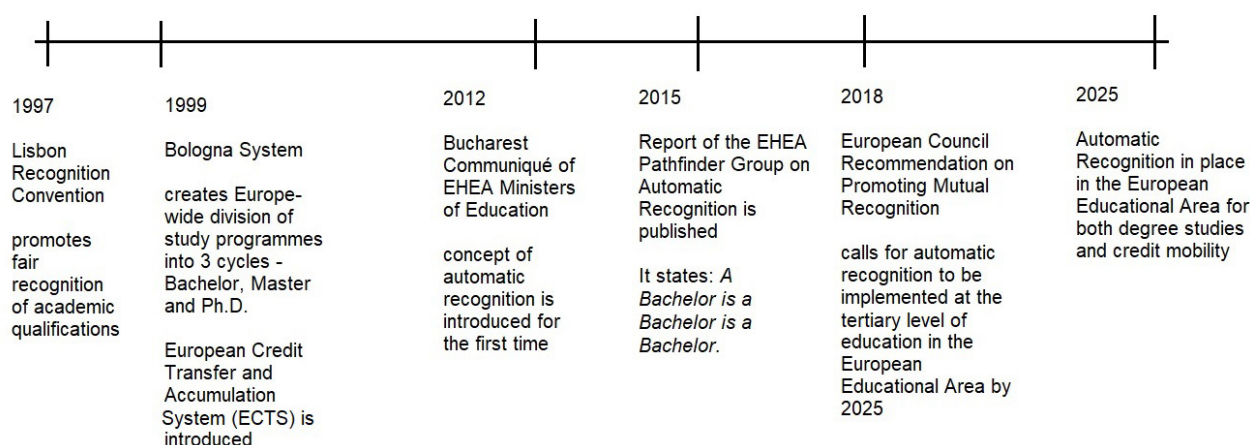 1997
Lisbon
Recognition
Convention
promotes
fair
recognition
of academic
qualifications
1999
Bologna System
creates Europe-
wide division of
study programmes
into 3 cycles -
Bachelor, Master
and Ph.D.
European Credit
Transfer and
Accumulation
System (ECTS) is
introduced
2012
Bucharest
Communiqué of
EHEA Ministers
of Education
concept of
automatic
recognition is
introduced for
the first time
2015
Report of the EHEA
Pathfinder Group on
Automatic
Recognition is
published
It states: A
Bachelor is a
Bachelor is a
Bachelor.
2018
European Council
Recommendation on
Promoting Mutual
Recognition
calls for automatic
recognition to be
implemented at the
tertiary level of
education in the
European
Educational Area by
2025
2025
Automatic
Recognition in place
in the European
Educational Area for
both degree studies
and credit mobility